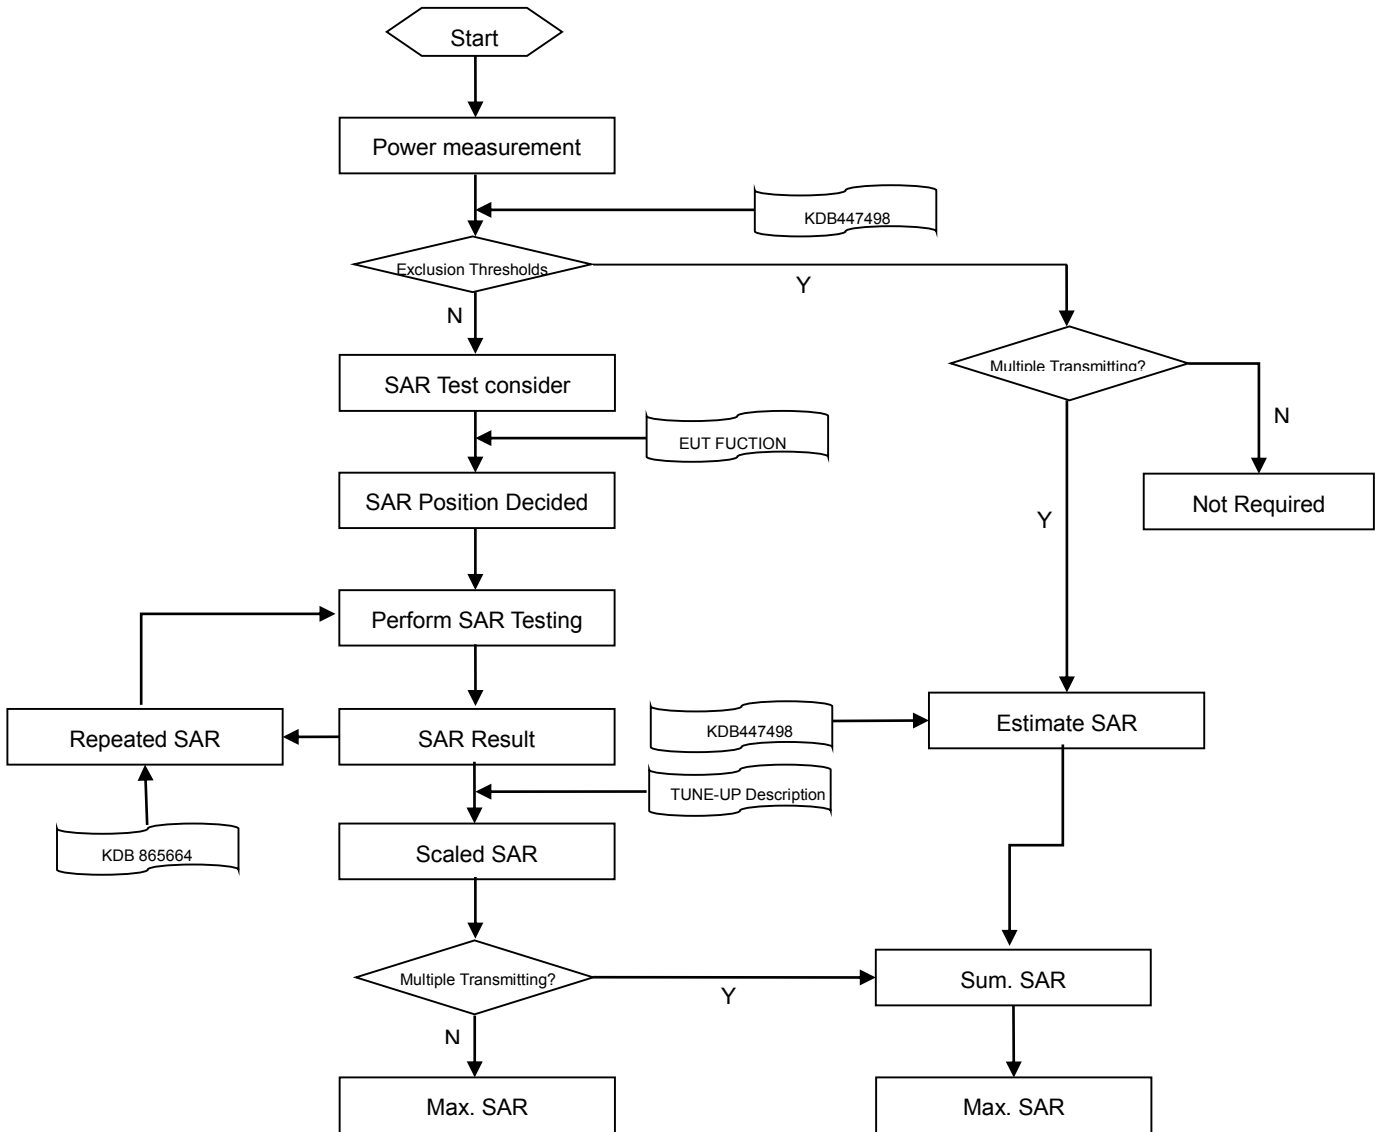 Start
Power measurement
KDB447498
Exclusion Thresholds
Y
N
Multiple Transmitting?
SAR Test consider
N
EUT FUCTION
SAR Position Decided
Not Required
Y
Perform SAR Testing
Repeated SAR
SAR Result
KDB447498
Estimate SAR
TUNE-UP Description
KDB 865664
Scaled SAR
Multiple Transmitting?
Y
Sum. SAR
N
Max. SAR
Max. SAR